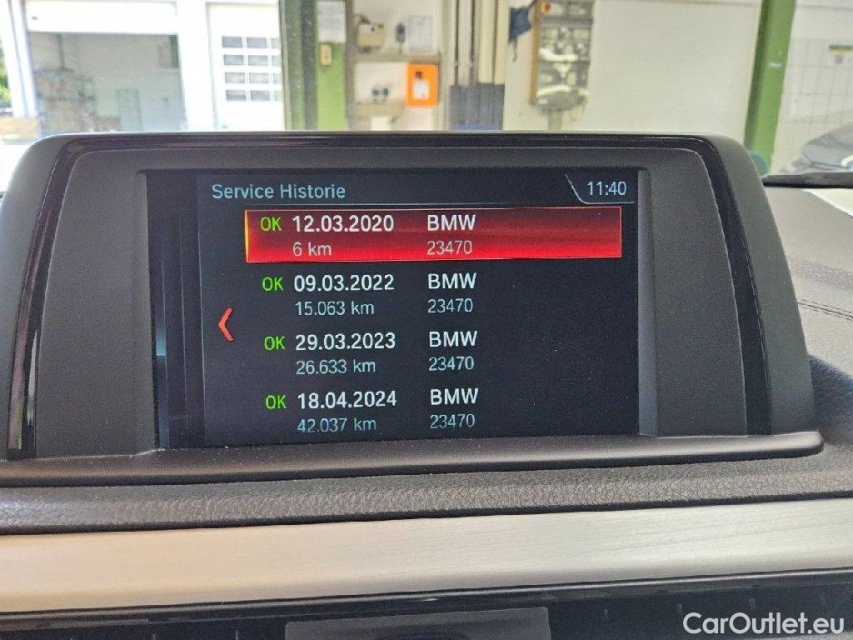 Service Historie 11:40
OK 12.03.2020 BMW
6 km 23470
OK 09.03.2022 BMW
15.063 km 23470
OK 29.03.2023 BMW
26.633 km 23470
OK 18.04.2024 BMW
42.037 km 23470
CarOutlet.eu